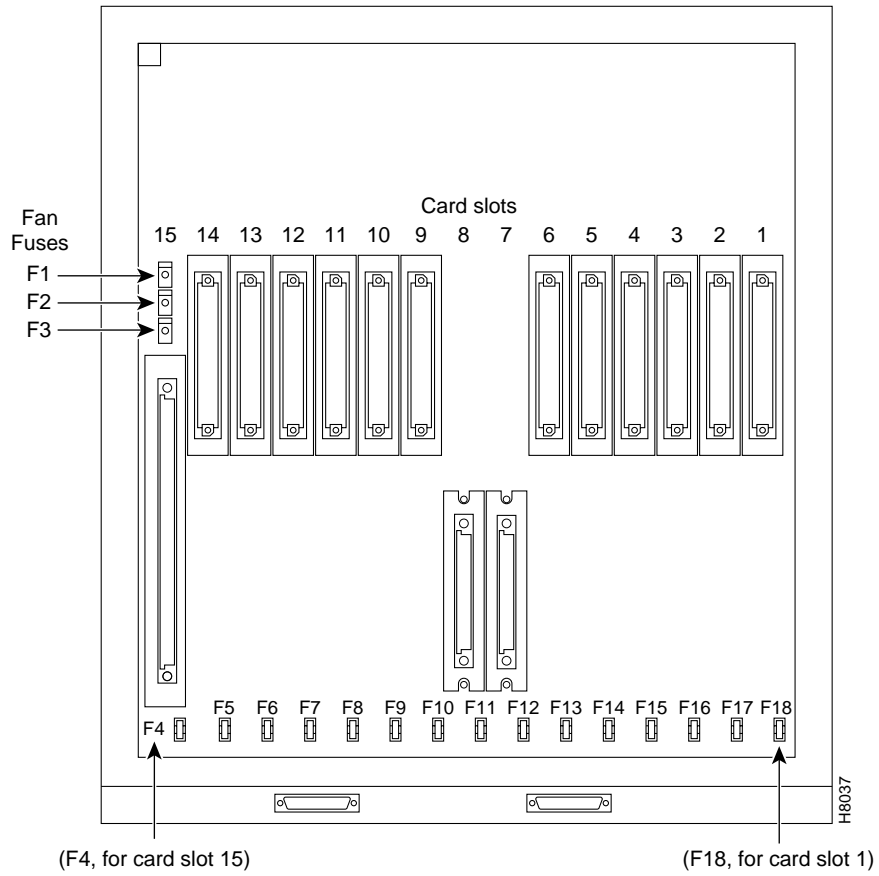 Card slots
Fan
Fuses
15 14 13 12 11 10 9 8 7 6 5 4 3 2 1
F1
F2
F3
F5 F6 F7 F8 F9 F10 F11 F12 F13 F14 F15 F16 F17 F18
F4
H8037
(F4, for card slot 15) (F18, for card slot 1)